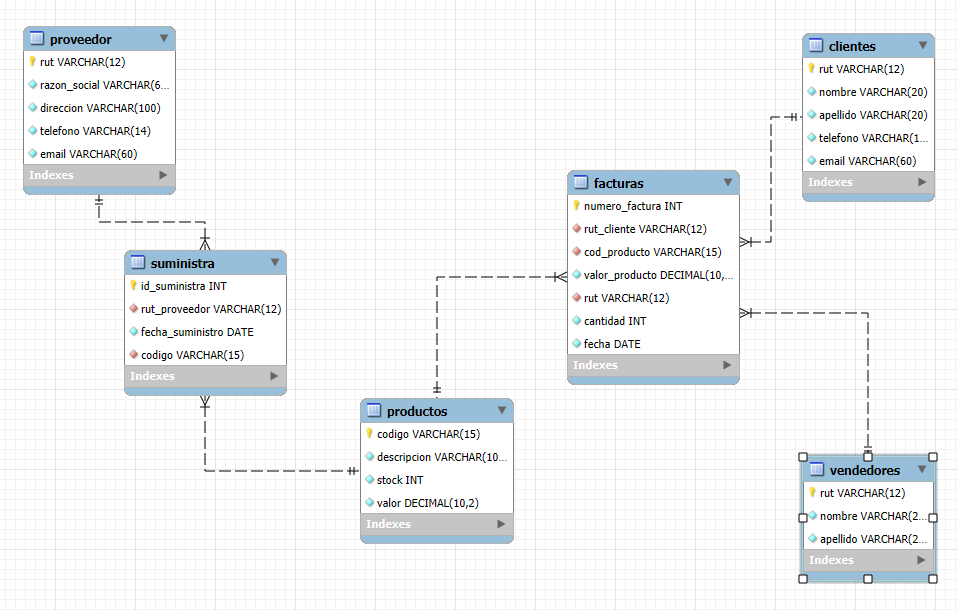 proveedor
rut VARCHAR(12)
razon_social VARCHAR(6...
direccion VARCHAR(100)
telefono VARCHAR(14)
email VARCHAR(60)
Indexes
clientes
rut VARCHAR(12)
nombre VARCHAR(20)
apellido VARCHAR(20)
telefono VARCHAR(1...
email VARCHAR(60)
Indexes
facturas
numero_factura INT
rut_cliente VARCHAR(12)
cod_producto VARCHAR(15)
valor_producto DECIMAL(10,...
rut VARCHAR(12)
cantidad INT
fecha DATE
Indexes
suministra
id_suministra INT
rut_proveedor VARCHAR(12)
fecha_suministro DATE
codigo VARCHAR(15)
Indexes
productos
codigo VARCHAR(15)
descripcion VARCHAR(10...
stock INT
valor DECIMAL(10,2)
Indexes
vendedores
rut VARCHAR(12)
nombre VARCHAR(2...
apellido VARCHAR(2...
Indexes